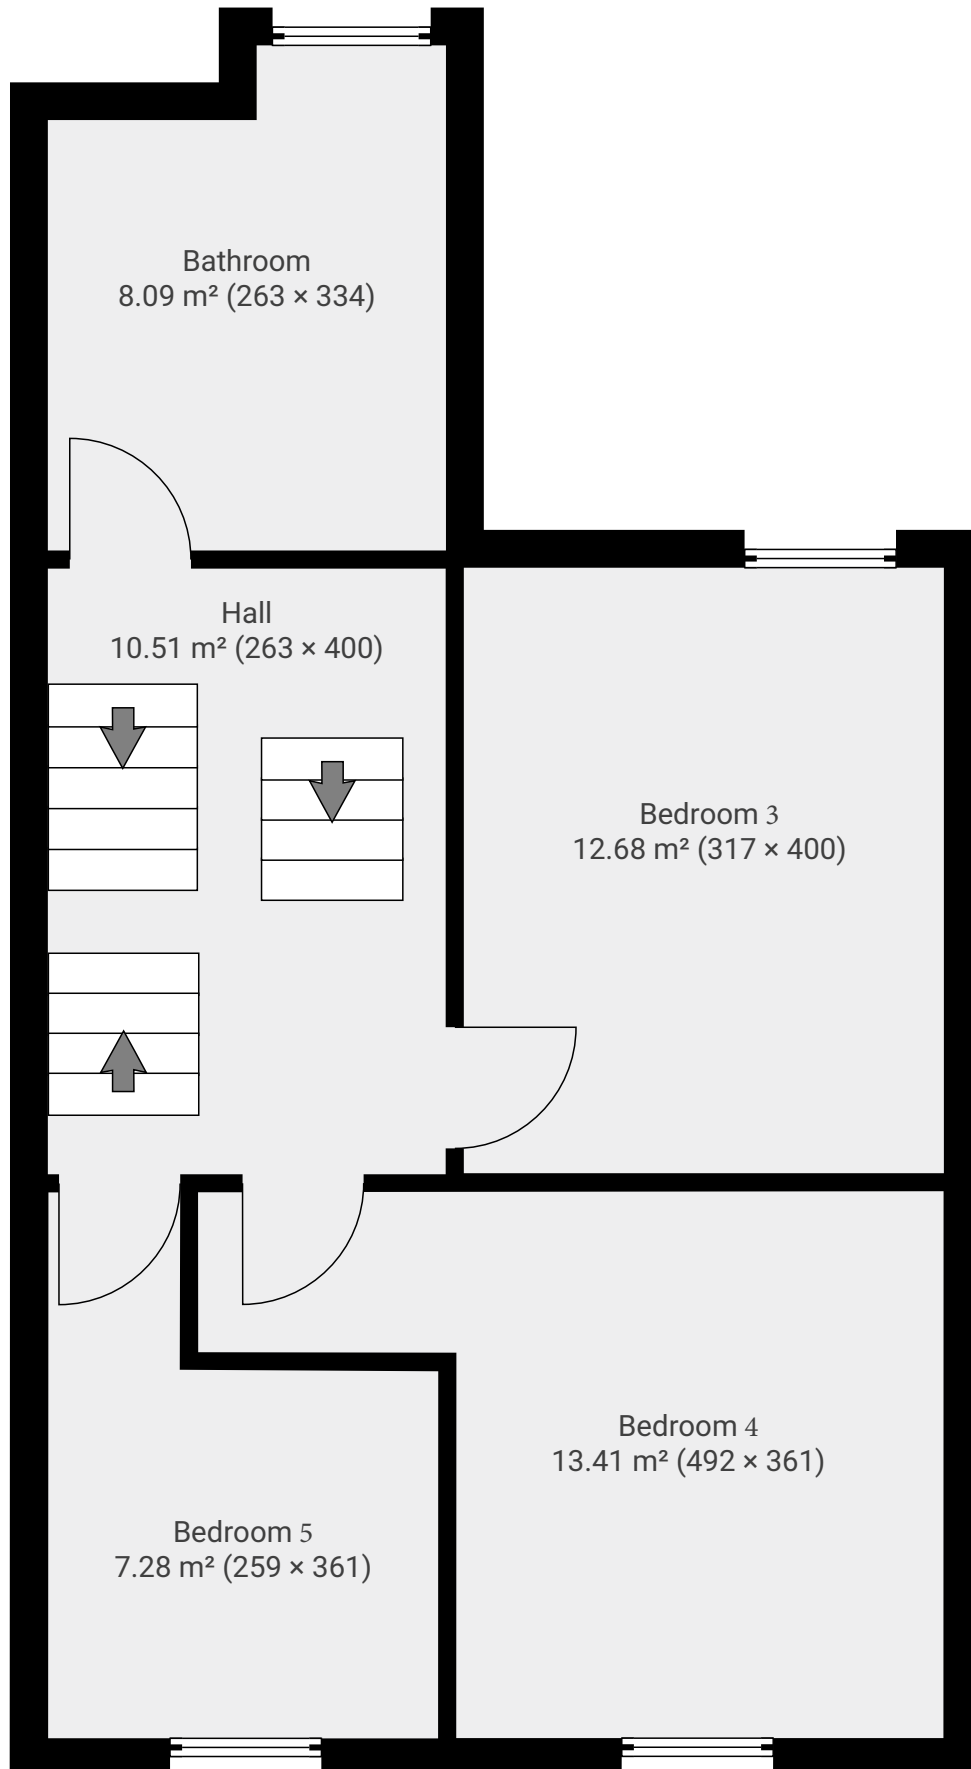 Bathroom
8.09 m² (263 × 334)
Hall
10.51 m² (263 × 400)
Bedroom 3
12.68 m² (317 × 400)
Bedroom 4
13.41 m² (492 × 361)
Bedroom 5
7.28 m² (259 × 361)